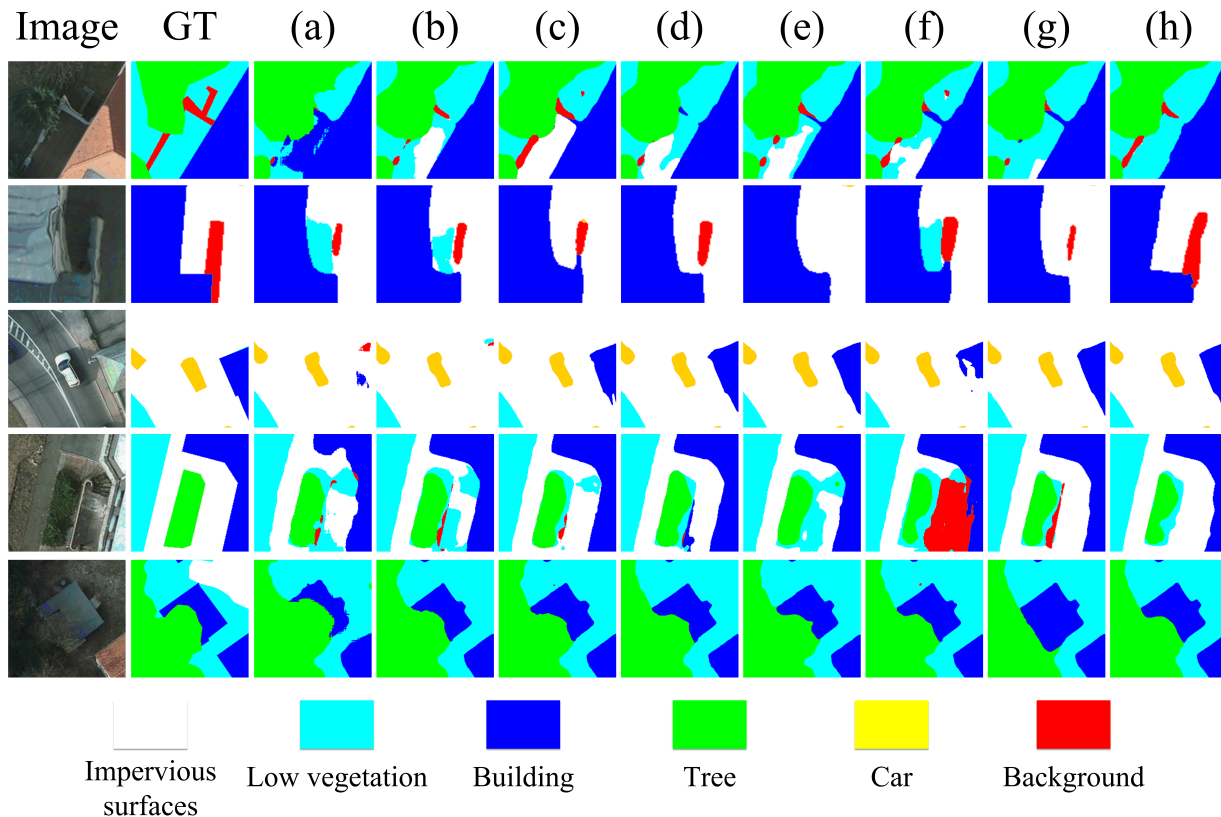 Image GT (a) (b) (c) (d) (e) (f) (g) (h)
Impervious surfaces
Low vegetation
Building
Tree
Car
Background